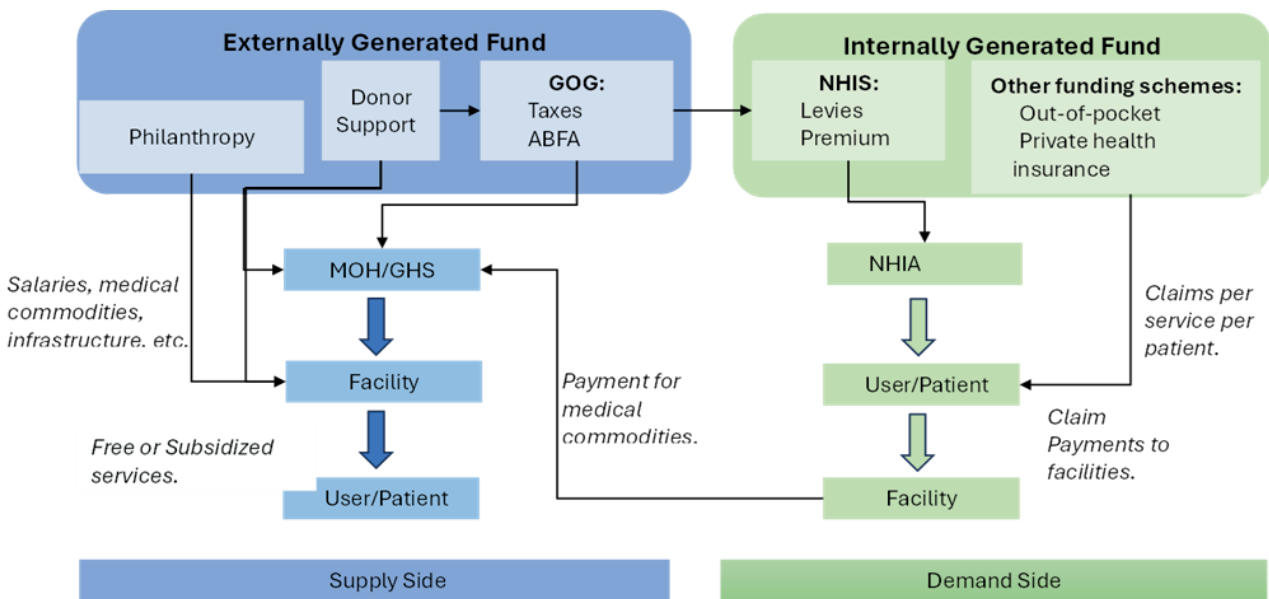 Externally Generated Fund
Philanthropy
Donor
Support
GOG:
Taxes
ABFA
Internally Generated Fund
NHIS:
Levies
Premium
Other funding schemes:
Out-of-pocket
Private health
insurance
Salaries, medical
commodities,
infrastructure. etc.
MOH/GHS
Facility
Free or Subsidized
services.
User/Patient
Payment for
medical
commodities.
NHIA
User/Patient
Facility
Claims per
service per
patient.
Claim
Payments to
facilities.
Supply Side
Demand Side